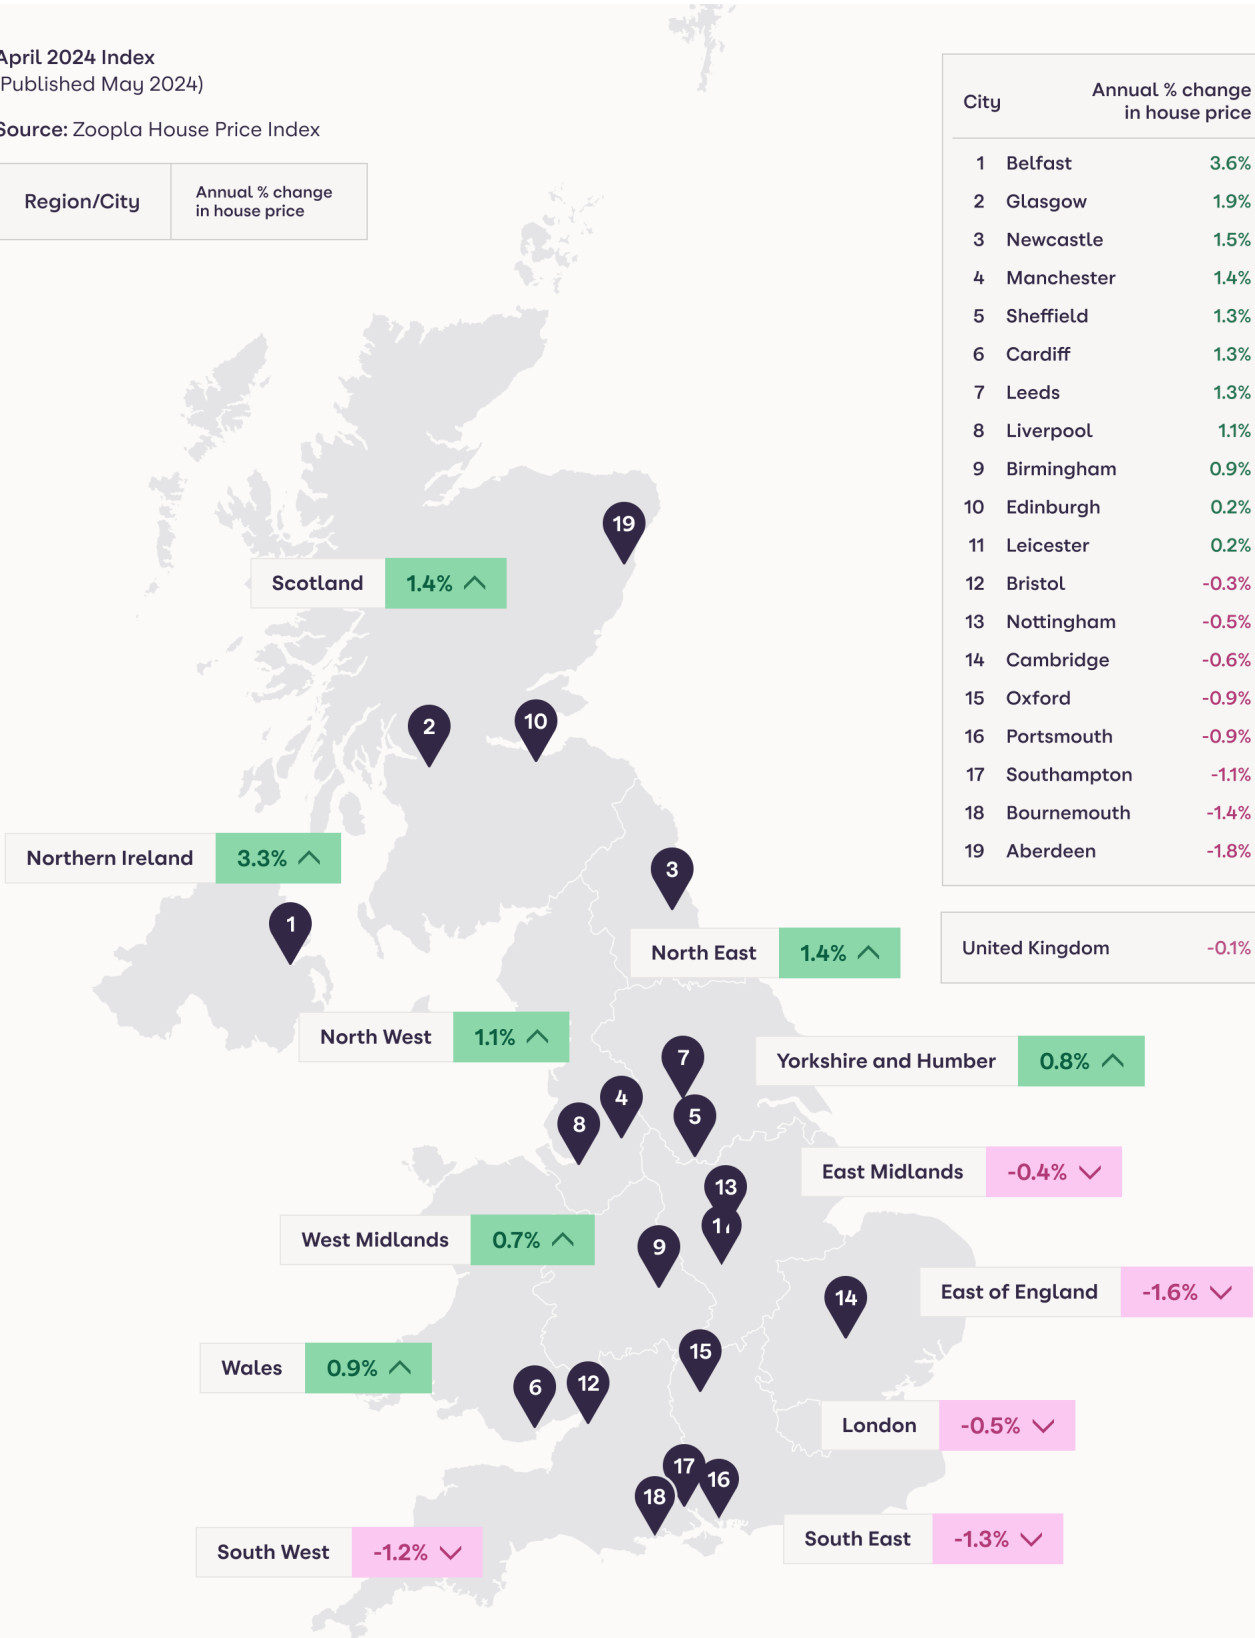 April 2024 Index
(Published May 2024)
Source: Zoopla House Price Index
Region/City
Annual % change
in house price
City
Annual % change
in house price
1 Belfast 3.6%
2 Glasgow 1.9%
3 Newcastle 1.5%
4 Manchester 1.4%
5 Sheffield 1.3%
6 Cardiff 1.3%
7 Leeds 1.3%
8 Liverpool 1.1%
9 Birmingham 0.9%
10 Edinburgh 0.2%
11 Leicester 0.2%
12 Bristol -0.3%
13 Nottingham -0.5%
14 Cambridge -0.6%
15 Oxford -0.9%
16 Portsmouth -0.9%
17 Southampton -1.1%
18 Bournemouth -1.4%
19 Aberdeen -1.8%
United Kingdom -0.1%
19
Scotland 1.4%
2
10
Northern Ireland 3.3%
3
1
North East 1.4%
North West 1.1%
7
Yorkshire and Humber 0.8%
4
8
5
East Midlands -0.4%
13
11
West Midlands 0.7%
9
East of England -1.6%
14
15
Wales 0.9%
6
12
London -0.5%
17
16
18
South West -1.2%
South East -1.3%